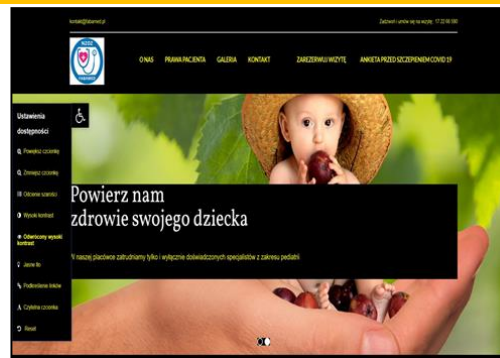 kontakt@tabamed.pl
Zadzwoń i umów się na wizytę: 17 22 66 590
O NAS PRAWA PACJENTA GALERIA KONTAKT ZAREZERWUJ WIZYTĘ ANKIETA PRZED SZCZEPIENIEM COVID 19
Ustawienia
dostępności
Powiększ czcionkę
Zmniejsz czcionkę
Odcienie szarości
Wysoki kontrast
Odwrócony wysoki
kontrast
Jasne tło
Podkreślenie linków
Czytelna czcionka
Reset
Powierz nam
zdrowie swojego dziecka
W naszej placówce zatrudniamy tylko i wyłącznie doświadczonych specjalistów z zakresu pediatrii